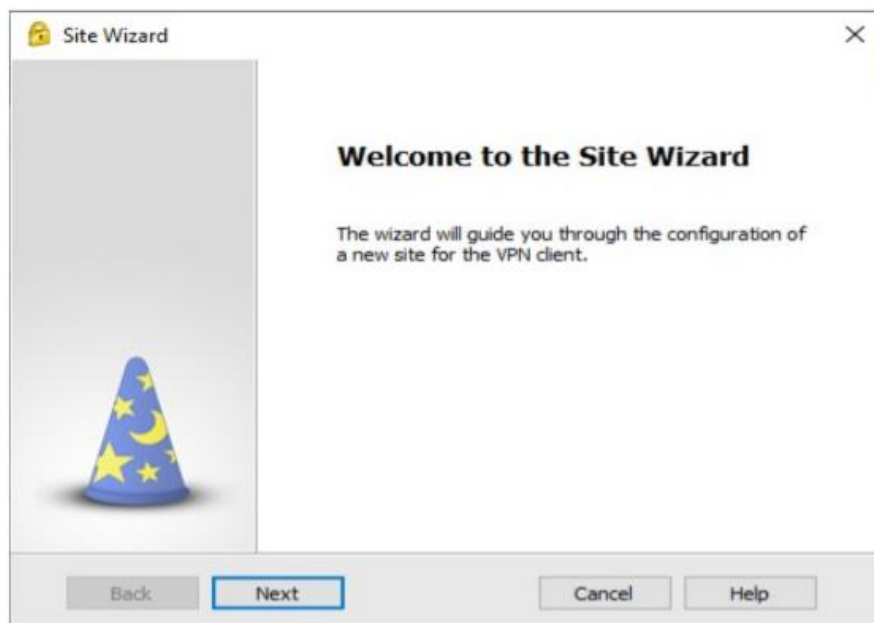 Site Wizard
Welcome to the Site Wizard
The wizard will guide you through the configuration of
a new site for the VPN client.
Back
Next
Cancel
Help